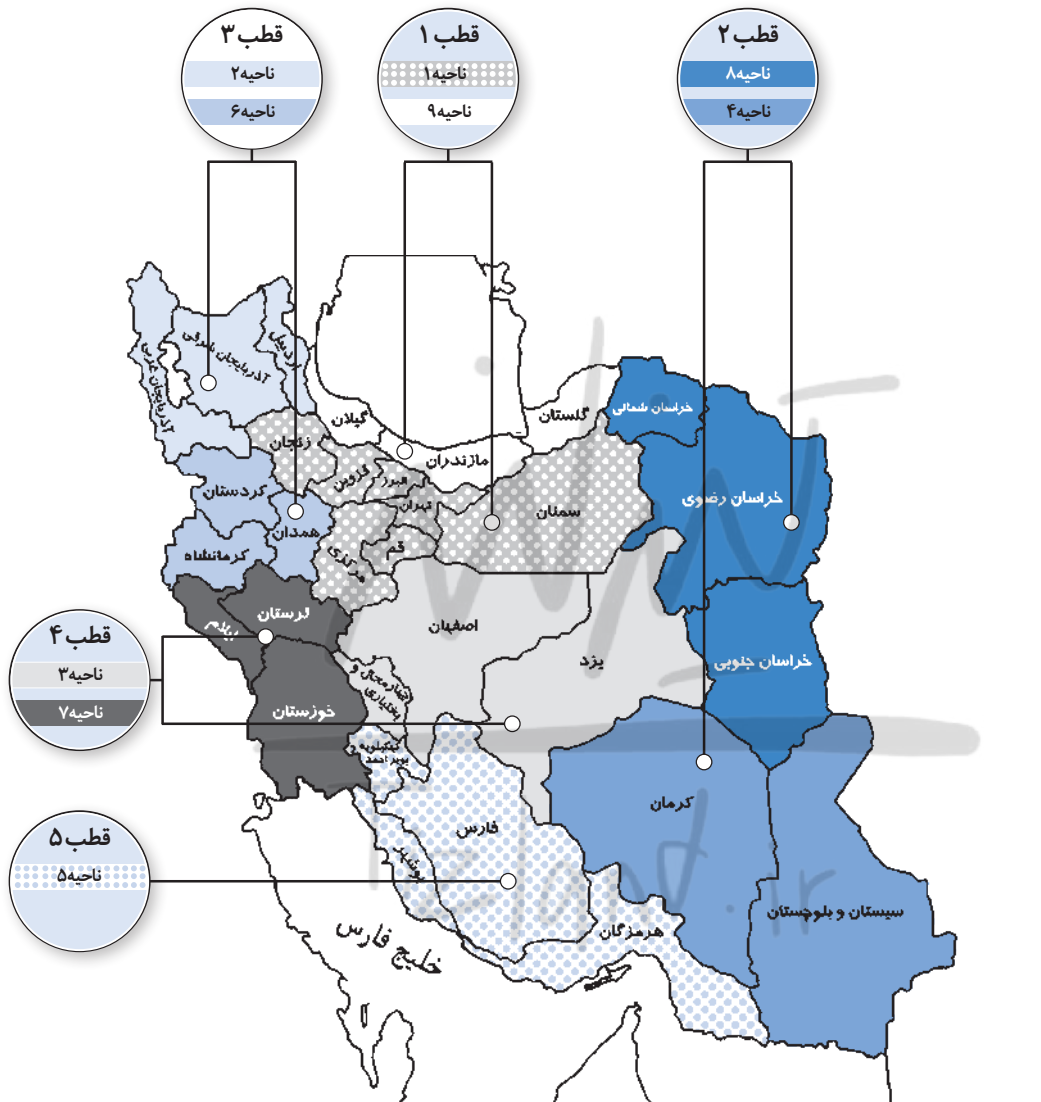 قطب ۳
ناحیه۲
ناحیه۶
قطب ۱
ناحیه۱
ناحیه۹
قطب ۲
ناحیه۸
ناحیه۴
آذربایجان غربی
آذربایجان شرقی
اردبیل
گیلان
مازندران
گلستان
خراسان شمالی
خراسان رضوی
زنجان
قزوین
البرز
تهران
سمنان
کردستان
همدان
مرکزی
قم
کرمانشاه
ایلام
لرستان
اصفهان
یزد
خراسان جنوبی
خوزستان
چهارمحال و
بختیاری
کهکیلویه و
بویر احمد
فارس
کرمان
بوشهر
هرمزگان
سیستان و بلوچستان
خلیج فارس
قطب ۴
ناحیه۳
ناحیه۷
قطب ۵
ناحیه۵